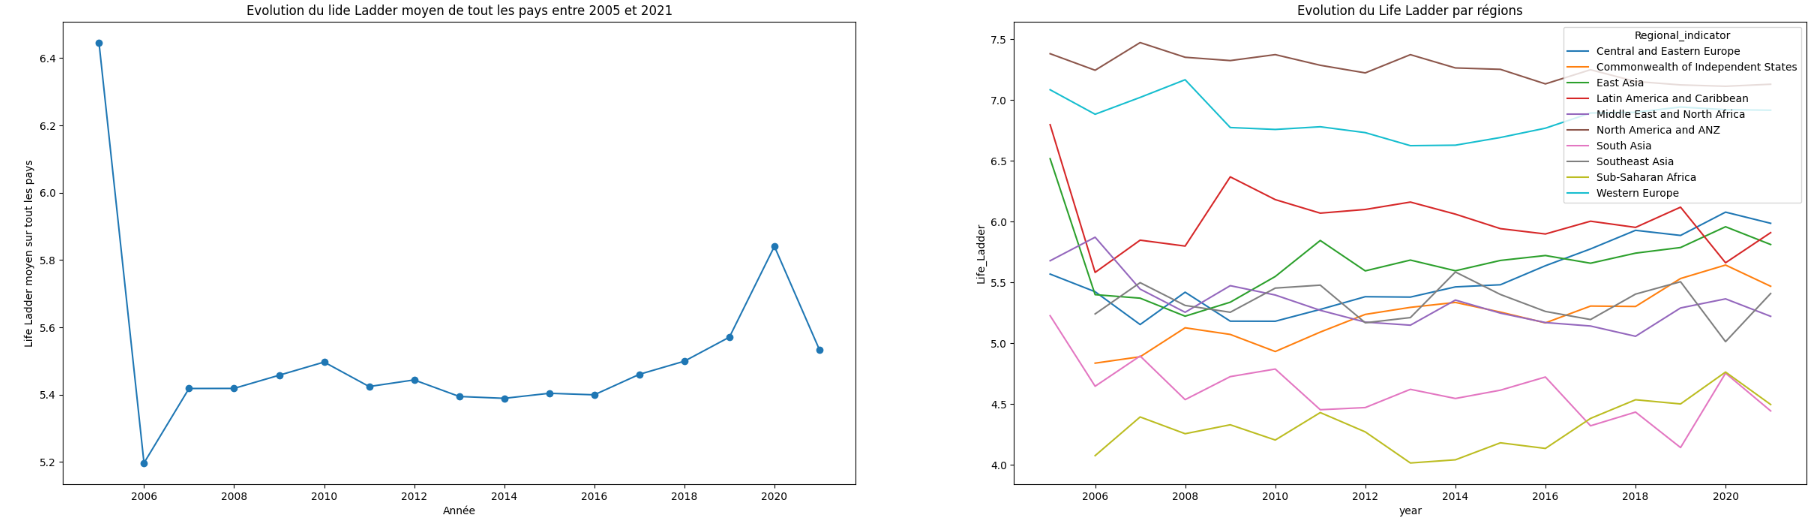 Evolution du lide Ladder moyen de tout les pays entre 2005 et 2021
Life Ladder moyen sur tout les pays
6.4
6.2
6.0
5.8
5.6
5.4
5.2
2006
2008
2010
2012
2014
2016
2018
2020
Année
Evolution du Life Ladder par régions
Life_Ladder
7.5
7.0
6.5
6.0
5.5
5.0
4.5
4.0
Regional_indicator
Central and Eastern Europe
Commonwealth of Independent States
East Asia
Latin America and Caribbean
Middle East and North Africa
North America and ANZ
South Asia
Southeast Asia
Sub-Saharan Africa
Western Europe
2006
2008
2010
2012
2014
2016
2018
2020
year